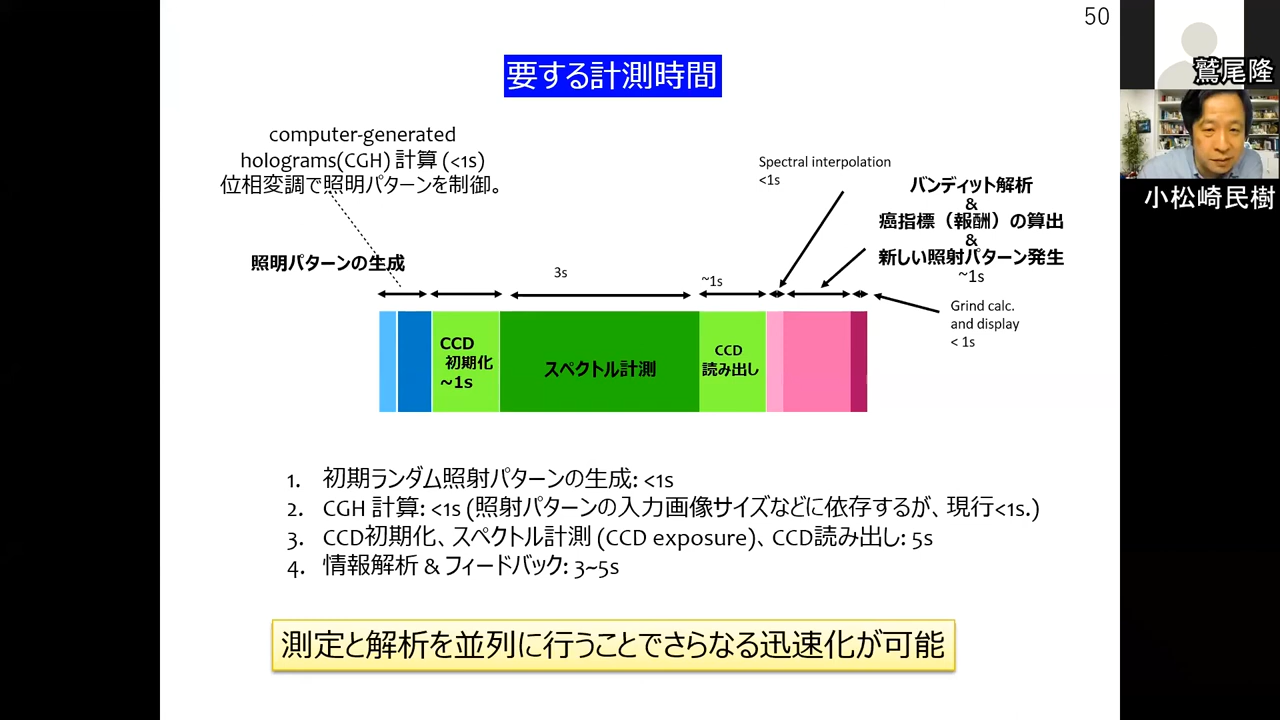 50
要する計測時間
computer-generated
holograms(CGH) 計算 (<1s)
位相変調で照明パターンを制御。
照明パターンの生成
3s
~1s
Spectral interpolation
<1s
バンディット解析
&
癌指標（報酬）の算出
&
新しい照射パターン発生
~1s
Grind calc.
and display
< 1s
CCD
初期化
~1s
スペクトル計測
CCD
読み出し
1. 初期ランダム照射パターンの生成: <1s
2. CGH 計算: <1s (照射パターンの入力画像サイズなどに依存するが、現行<1s.)
3. CCD初期化、スペクトル計測 (CCD exposure)、CCD読み出し: 5s
4. 情報解析 & フィードバック: 3~5s
測定と解析を並列に行うことでさらなる迅速化が可能
鷲尾隆
小松崎民樹